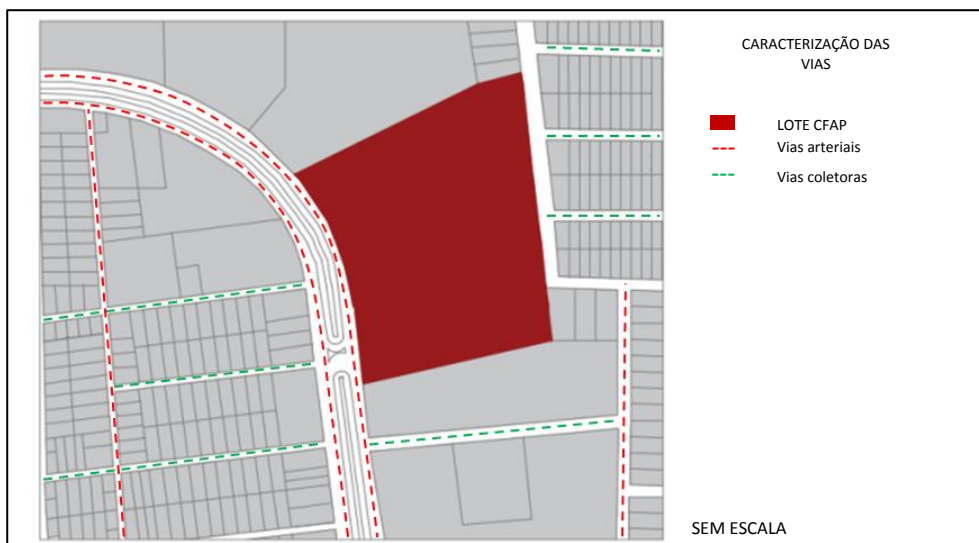 CARACTERIZAÇÃO DAS
VIAS
LOTE CFAP
Vias arteriais
Vias coletoras
SEM ESCALA